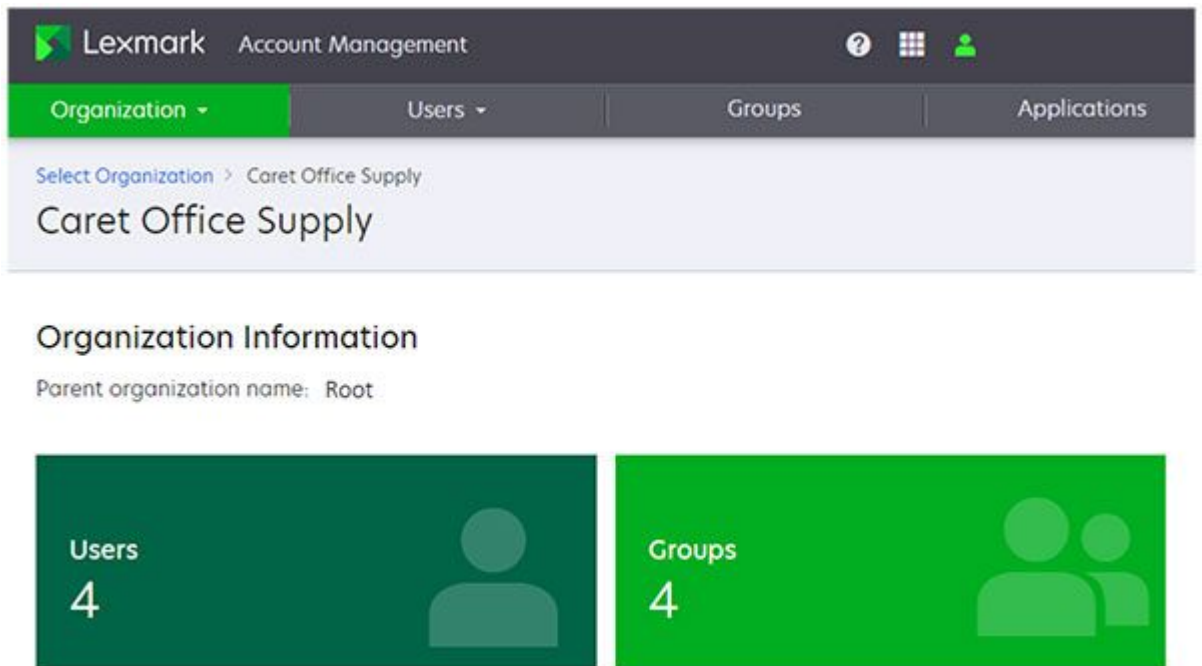 Lexmark Account Management ?
Organization Users Groups Applications
Select Organization > Caret Office Supply
Caret Office Supply
Organization Information
Parent organization name: Root
Users
4
Groups
4